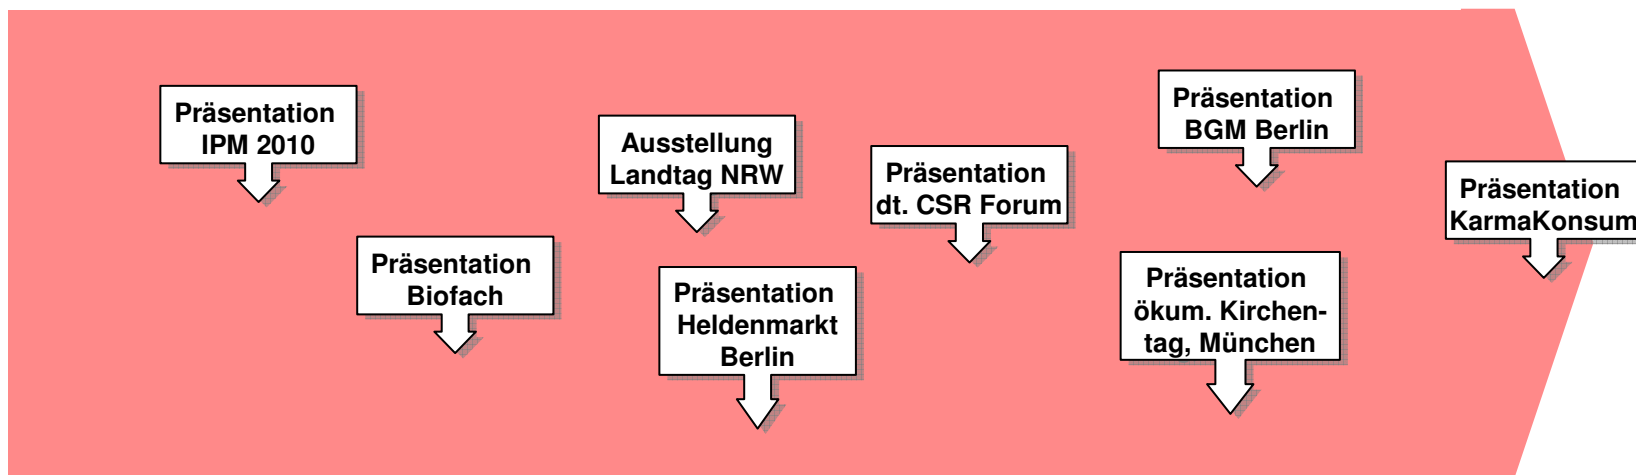 Präsentation
IPM 2010
Präsentation
Biofach
Ausstellung
Landtag NRW
Präsentation
Heldenmarkt
Berlin
Präsentation
dt. CSR Forum
Präsentation
BGM Berlin
Präsentation
ökum. Kirchen-
tag, München
Präsentation
KarmaKonsum